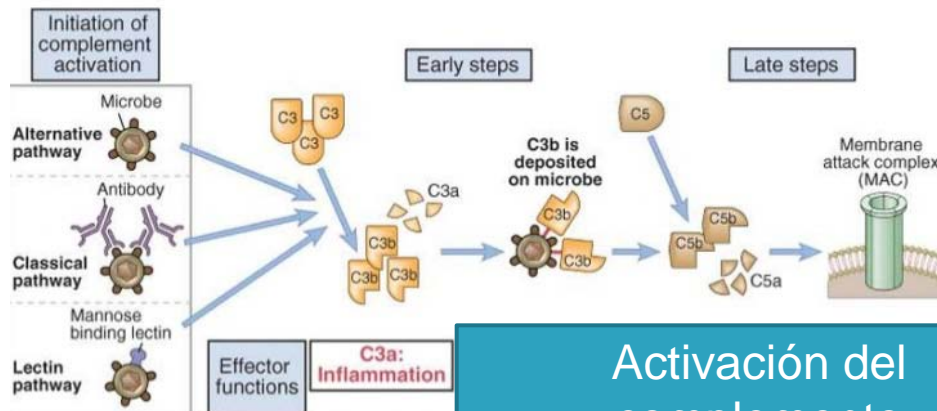 Initiation of
complement
activation
Early steps
Late steps
Microbe
Alternative
pathway
Antibody
Classical
pathway
Mannose
binding lectin
Lectin
pathway
C3
C3
C3
C3a
C3b
C3b
C3b
C3b is
deposited
on microbe
C3b
C3b
C5
C5b
C5b
C5a
Membrane
attack complex
(MAC)
Effector
functions
C3a:
Inflammation
Activación del
complemento